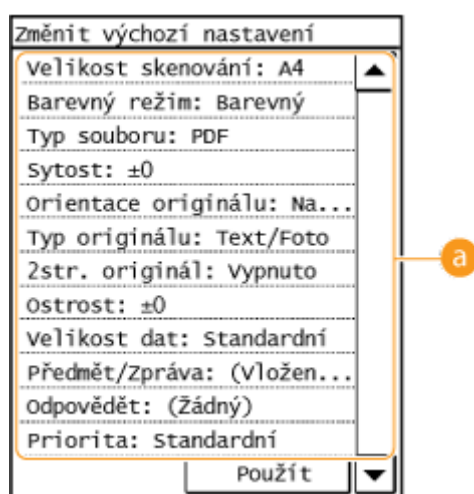 Změnit výchozí nastavení
Velikost skenování: A4
Barevný režim: Barevný
Typ souboru: PDF
Sytost: ±0
Orientace originálu: Na...
Typ originálu: Text/Foto
2str. originál: Vypnuto
Ostrost: ±0
Velikost dat: Standardní
Předmět/Zpráva: (Vložen...
Odpovědět: (Žádný)
Priorita: Standardní
Použít
a